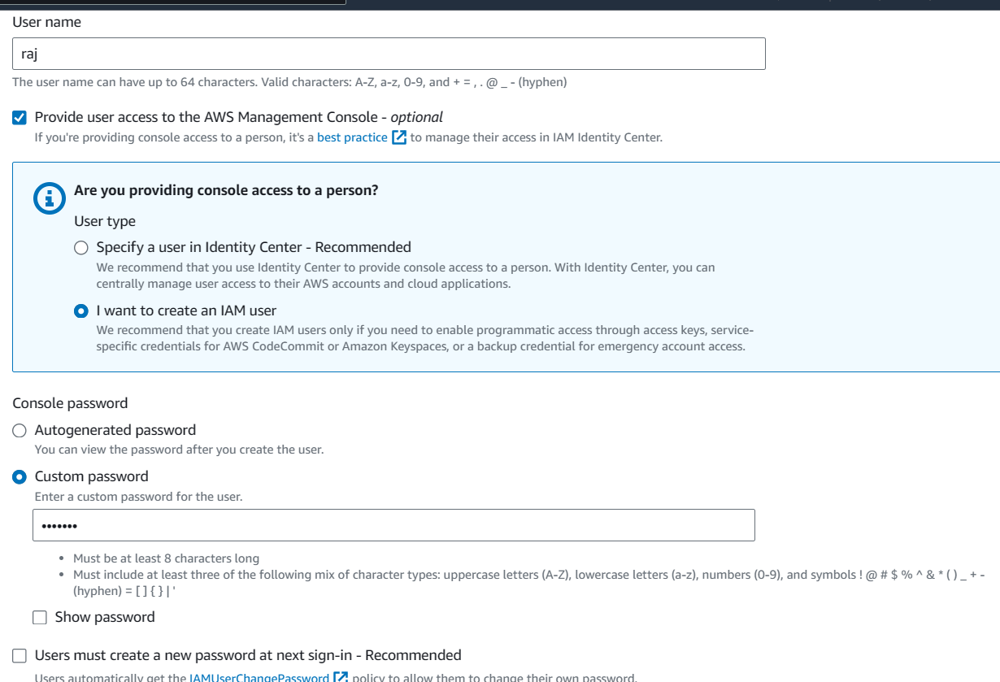 User name
raj
The user name can have up to 64 characters. Valid characters: A-Z, a-z, 0-9, and + = , . @ _ - (hyphen)
Provide user access to the AWS Management Console - optional
If you're providing console access to a person, it's a best practice to manage their access in IAM Identity Center.
Are you providing console access to a person?
User type
Specify a user in Identity Center - Recommended
We recommend that you use Identity Center to provide console access to a person. With Identity Center, you can
centrally manage user access to their AWS accounts and cloud applications.
I want to create an IAM user
We recommend that you create IAM users only if you need to enable programmatic access through access keys, service-
specific credentials for AWS CodeCommit or Amazon Keyspaces, or a backup credential for emergency account access.
Console password
Autogenerated password
You can view the password after you create the user.
Custom password
Enter a custom password for the user.
•••••••
• Must be at least 8 characters long
• Must include at least three of the following mix of character types: uppercase letters (A-Z), lowercase letters (a-z), numbers (0-9), and symbols ! @ # $ % ^ & * ( ) _ + -
(hyphen) = [ ] { } | '
Show password
Users must create a new password at next sign-in - Recommended
Users automatically get the IAMUserChangePassword policy to allow them to change their own password.